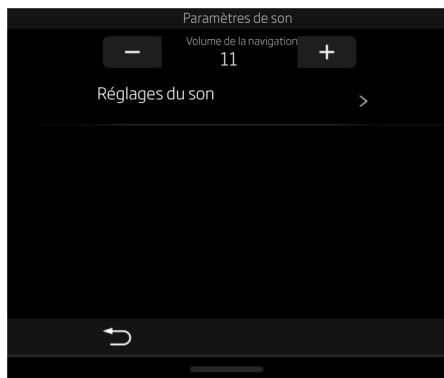 Paramètres de son
Volume de la navigation
− 11 +
Réglages du son >